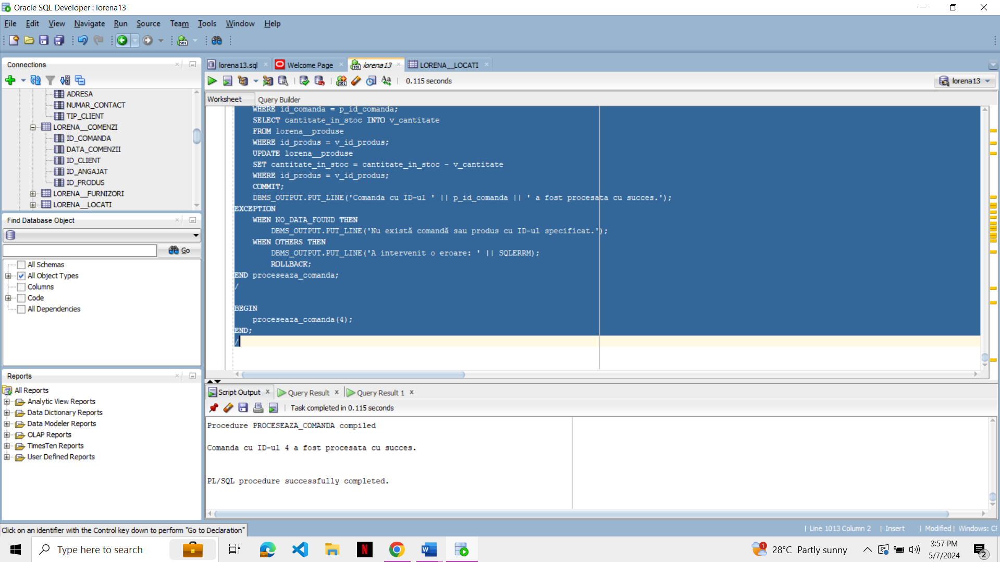 Oracle SQL Developer : lorena13
File Edit View Navigate Run Source Team Tools Window Help
Connections
ADRESA
NUMAR_CONTACT
TIP_CLIENT
LORENA__COMENZI
ID_COMANDA
DATA_COMENZII
ID_CLIENT
ID_ANGAJAT
ID_PRODUS
LORENA__FURNIZORI
LORENA__LOCATI
Find Database Object
Go
All Schemas
All Object Types
Columns
Code
All Dependencies
Reports
All Reports
Analytic View Reports
Data Dictionary Reports
Data Modeler Reports
OLAP Reports
TimesTen Reports
User Defined Reports
lorena13.sql Welcome Page lorena13 LORENA__LOCATI
0.115 seconds lorena13
Worksheet Query Builder
WHERE id_comanda = p_id_comanda;
SELECT cantitate_in_stoc INTO v_cantitate
FROM lorena__produse
WHERE id_produs = v_id_produs;
UPDATE lorena__produse
SET cantitate_in_stoc = cantitate_in_stoc - v_cantitate
WHERE id_produs = v_id_produs;
COMMIT;
DBMS_OUTPUT.PUT_LINE('Comanda cu ID-ul ' || p_id_comanda || ' a fost procesata cu succes.');
EXCEPTION
WHEN NO_DATA_FOUND THEN
DBMS_OUTPUT.PUT_LINE('Nu există comandă sau produs cu ID-ul specificat.');
WHEN OTHERS THEN
DBMS_OUTPUT.PUT_LINE('A intervenit o eroare: ' || SQLERRM);
ROLLBACK;
END proceseaza_comanda;
/
BEGIN
proceseaza_comanda(4);
END;
/
Script Output Query Result Query Result 1
Task completed in 0.115 seconds
Procedure PROCESEAZA_COMANDA compiled
Comanda cu ID-ul 4 a fost procesata cu succes.
PL/SQL procedure successfully completed.
Click on an identifier with the Control key down to perform "Go to Declaration"
Line 1013 Column 2 | Insert | Modified | Windows: CF
Type here to search
28°C Partly sunny
3:57 PM
5/7/2024
2